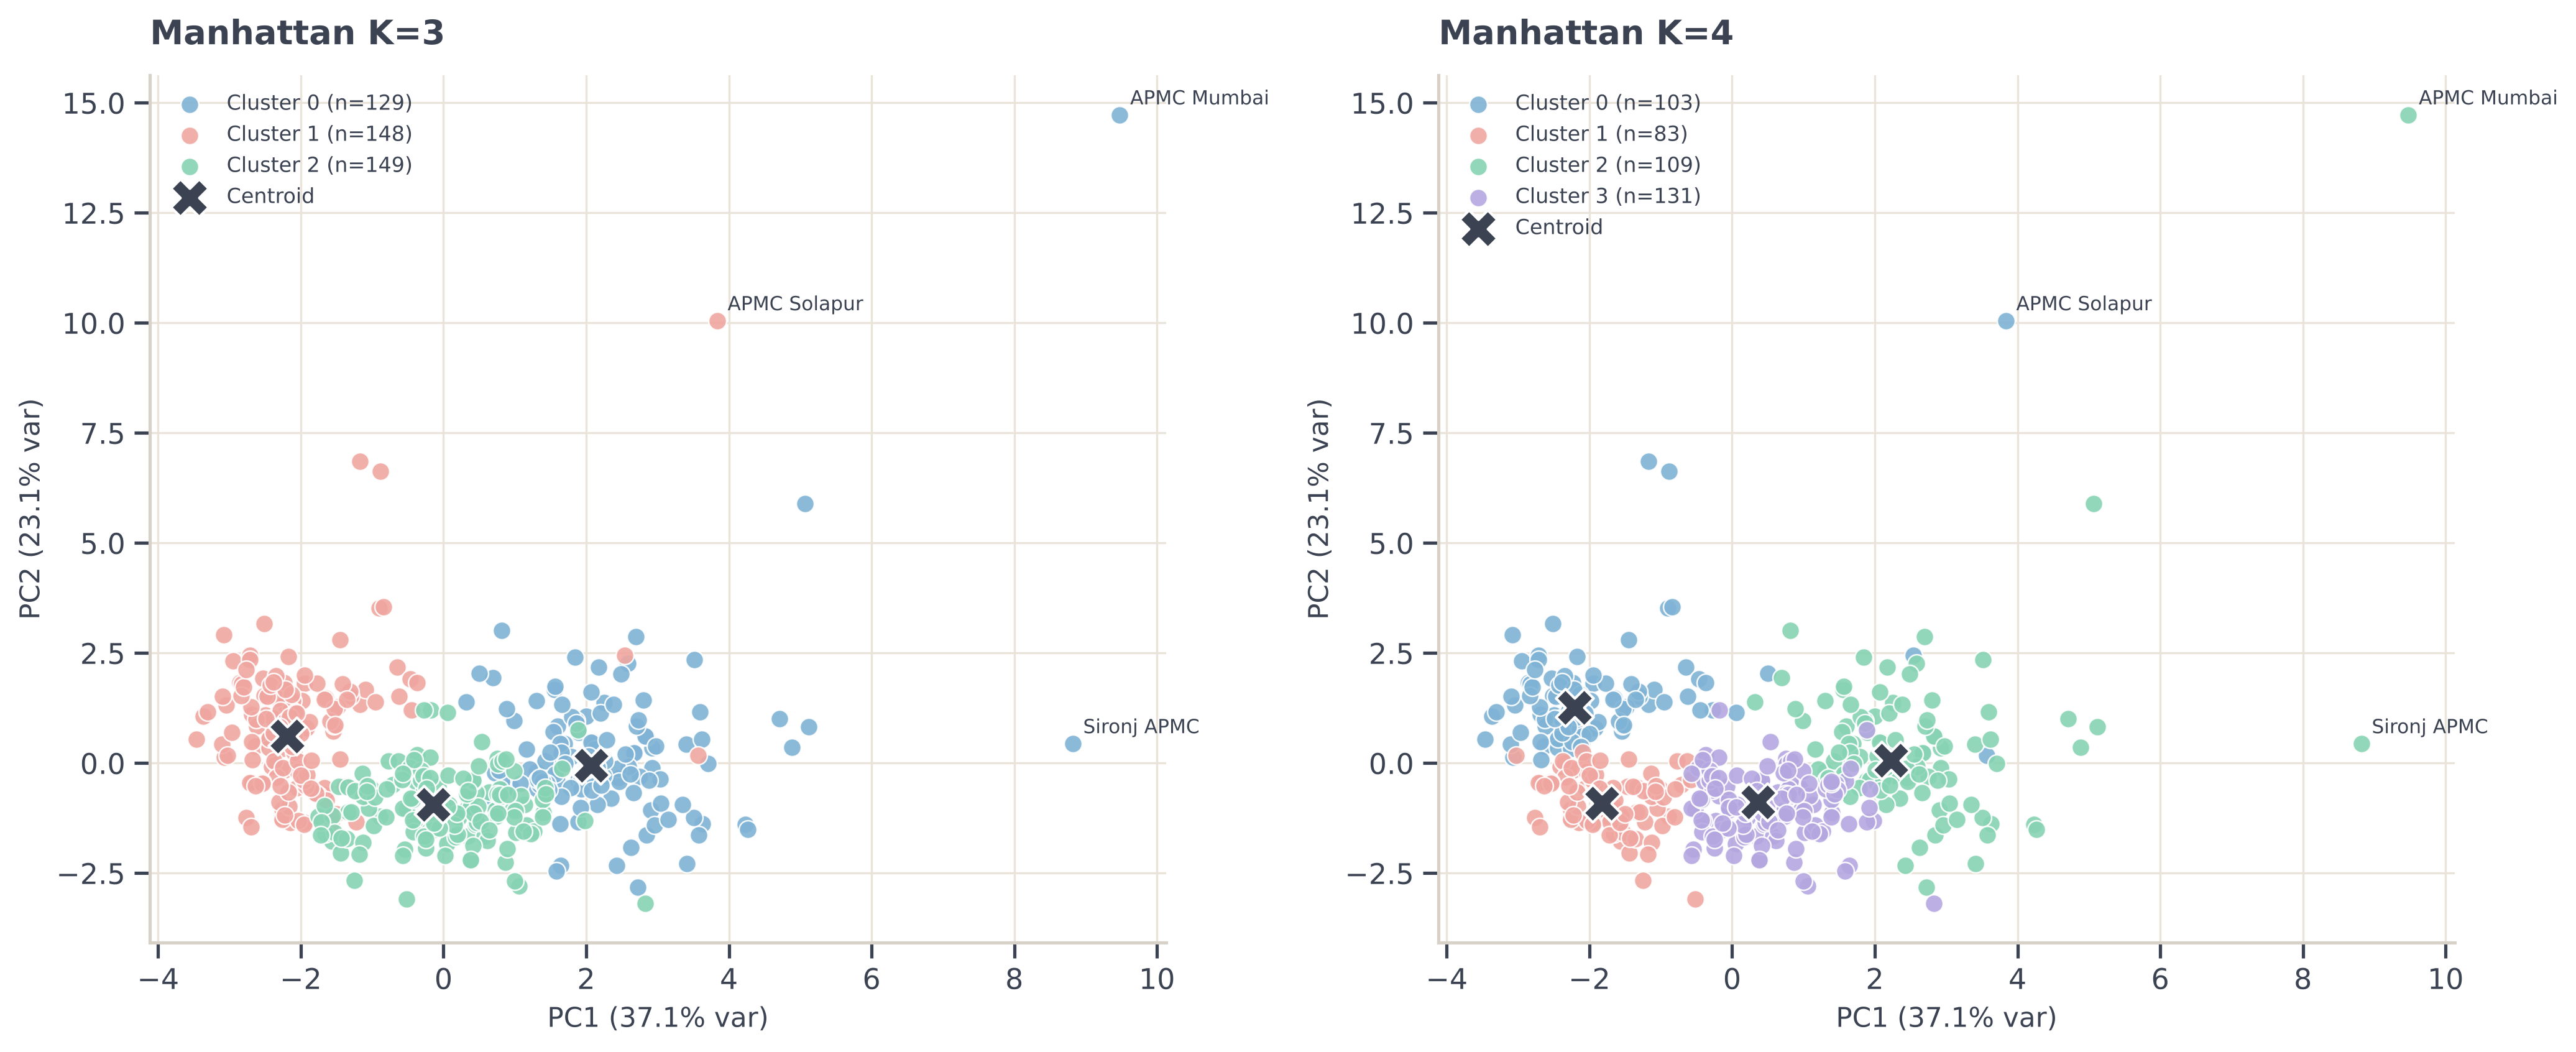 Manhattan K=3
15.0
12.5
10.0
7.5
5.0
2.5
0.0
−2.5
PC2 (23.1% var)
Cluster 0 (n=129)
Cluster 1 (n=148)
Cluster 2 (n=149)
Centroid
APMC Mumbai
APMC Solapur
Sironj APMC
−4
−2
0
2
4
6
8
10
PC1 (37.1% var)
Manhattan K=4
15.0
12.5
10.0
7.5
5.0
2.5
0.0
−2.5
PC2 (23.1% var)
Cluster 0 (n=103)
Cluster 1 (n=83)
Cluster 2 (n=109)
Cluster 3 (n=131)
Centroid
APMC Mumbai
APMC Solapur
Sironj APMC
−4
−2
0
2
4
6
8
10
PC1 (37.1% var)